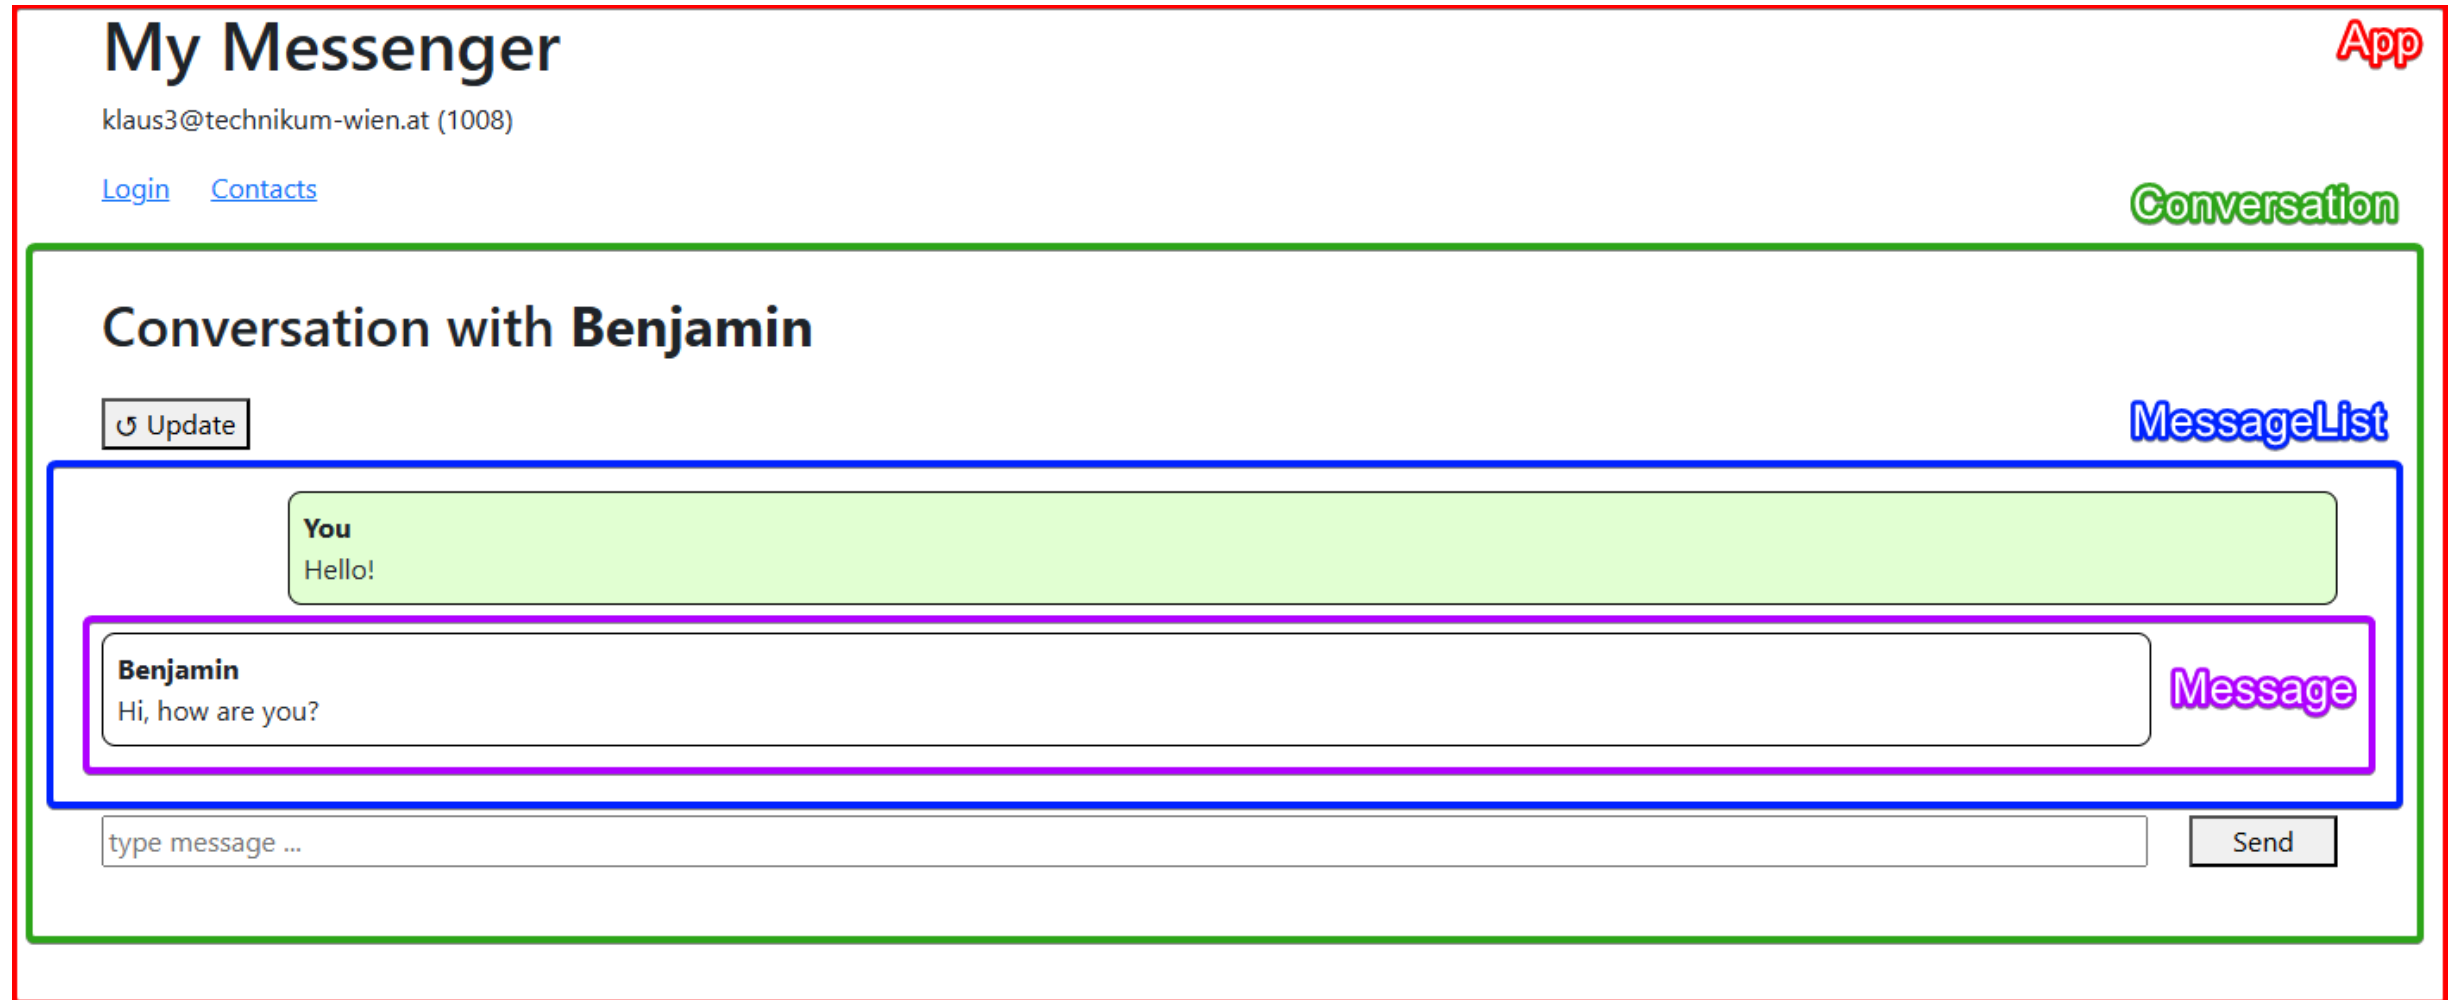 My Messenger
App
klaus3@technikum-wien.at (1008)
Login Contacts
Conversation
Conversation with Benjamin
↺ Update
MessageList
You
Hello!
Benjamin
Hi, how are you?
Message
type message ...
Send